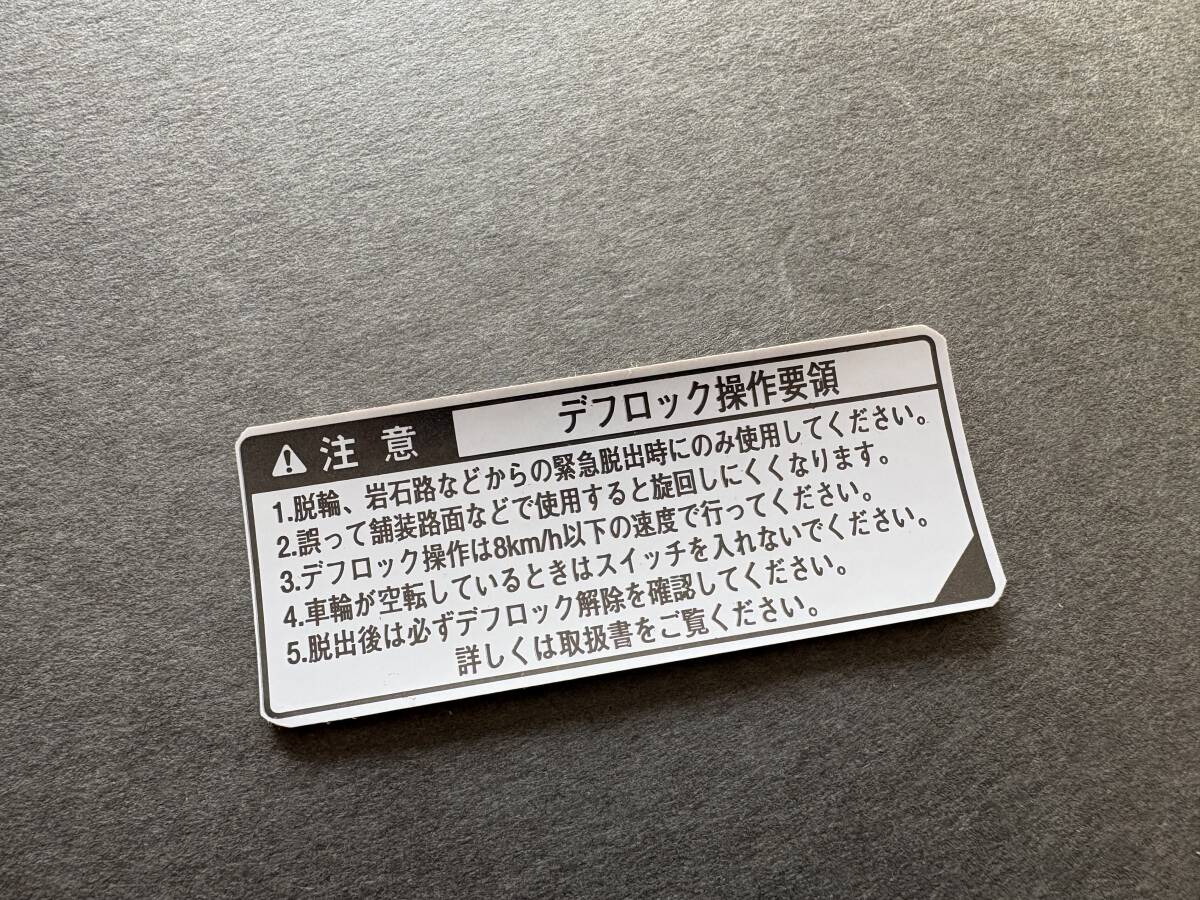 ⚠ 注意 デフロック操作要領
1.脱輪、岩石路などからの緊急脱出時にのみ使用してください。
2.誤って舗装路面などで使用すると旋回しにくくなります。
3.デフロック操作は8km/h以下の速度で行ってください。
4.車輪が空転しているときはスイッチを入れないでください。
5.脱出後は必ずデフロック解除を確認してください。
詳しくは取扱書をご覧ください。